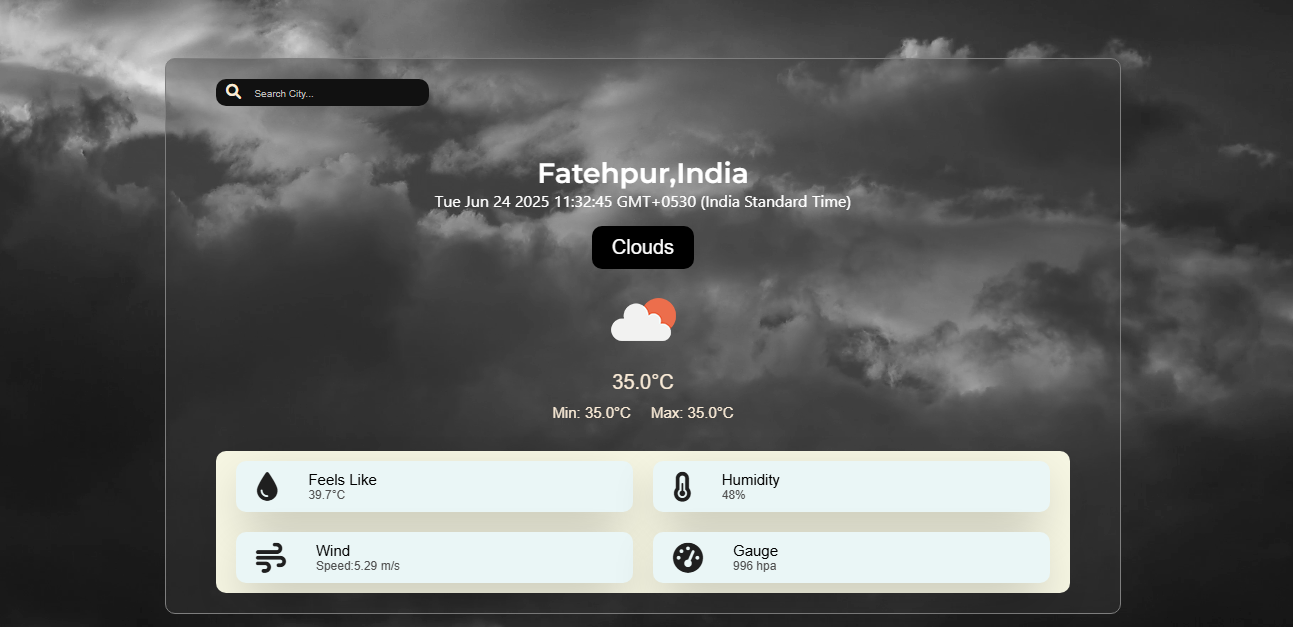 Search City...
Fatehpur,India
Tue Jun 24 2025 11:32:45 GMT+0530 (India Standard Time)
Clouds
35.0°C
Min: 35.0°C Max: 35.0°C
Feels Like
39.7°C
Humidity
48%
Wind
Speed:5.29 m/s
Gauge
996 hpa